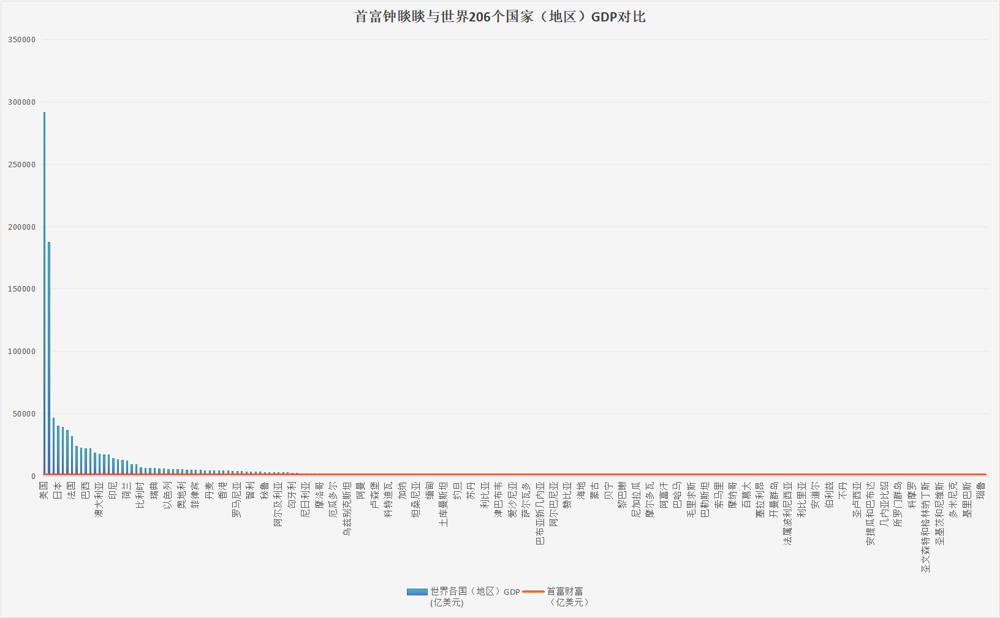 首富钟睒睒与世界206个国家（地区）GDP对比
350000
300000
250000
200000
150000
100000
50000
0
美国
日本
法国
巴西
澳大利亚
印尼
荷兰
比利时
瑞典
以色列
奥地利
菲律宾
丹麦
香港
罗马尼亚
智利
秘鲁
阿尔及利亚
匈牙利
尼日利亚
摩洛哥
厄瓜多尔
乌兹别克斯坦
阿曼
卢森堡
科特迪瓦
加纳
坦桑尼亚
缅甸
土库曼斯坦
约旦
苏丹
利比亚
津巴布韦
爱沙尼亚
萨尔瓦多
巴布亚新几内亚
阿尔巴尼亚
赞比亚
海地
蒙古
贝宁
黎巴嫩
尼加拉瓜
摩尔多瓦
阿富汗
巴哈马
毛里求斯
巴勒斯坦
索马里
摩纳哥
百慕大
塞拉利昂
开曼群岛
法属波利尼西亚
利比里亚
安道尔
伯利兹
不丹
圣卢西亚
安提瓜和巴布达
几内亚比绍
所罗门群岛
科摩罗
圣文森特和格林纳丁斯
圣基茨和尼维斯
多米尼克
基里巴斯
瑙鲁
世界各国（地区）GDP
(亿美元)
首富财富
（亿美元）